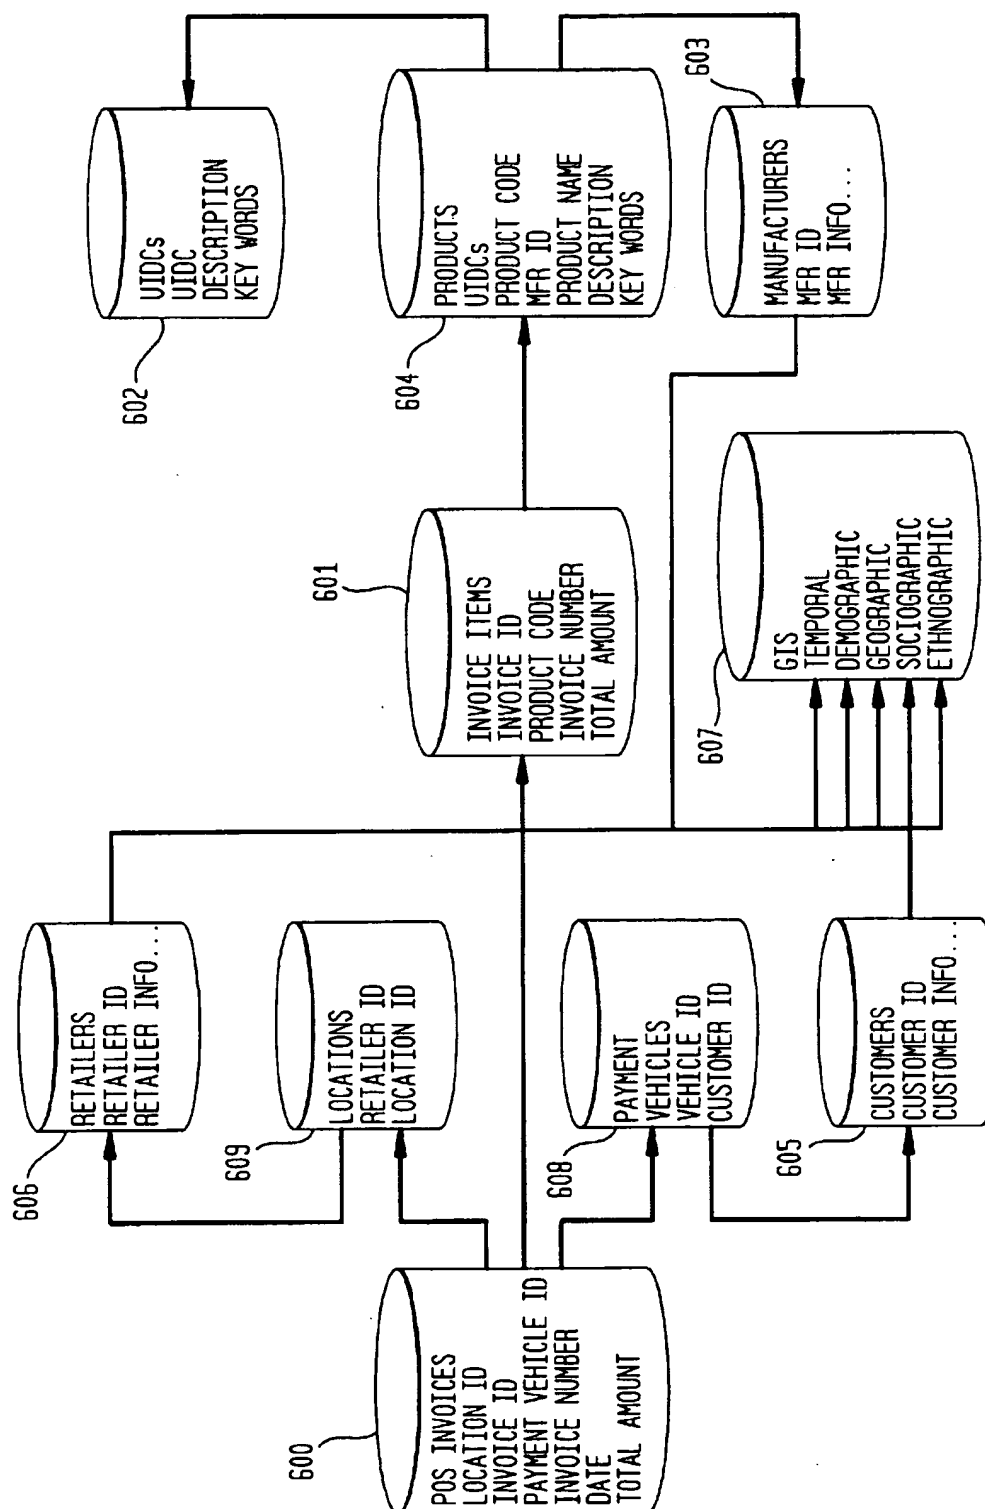 606
RETAILERS
RETAILER ID
RETAILER INFO...
609
LOCATIONS
RETAILER ID
LOCATION ID
600
POS INVOICES
LOCATION ID
INVOICE ID
PAYMENT VEHICLE ID
INVOICE NUMBER
DATE
TOTAL AMOUNT
608
PAYMENT
VEHICLES
VEHICLE ID
CUSTOMER ID
605
CUSTOMERS
CUSTOMER ID
CUSTOMER INFO...
601
INVOICE ITEMS
INVOICE ID
PRODUCT CODE
INVOICE NUMBER
TOTAL AMOUNT
607
GIS
TEMPORAL
DEMOGRAPHIC
GEOGRAPHIC
SOCIOGRAPHIC
ETHNOGRAPHIC
602
UIDCs
UIDC
DESCRIPTION
KEY WORDS
604
PRODUCTS
UIDCs
PRODUCT CODE
MFR ID
PRODUCT NAME
DESCRIPTION
KEY WORDS
603
MANUFACTURERS
MFR ID
MFR INFO...